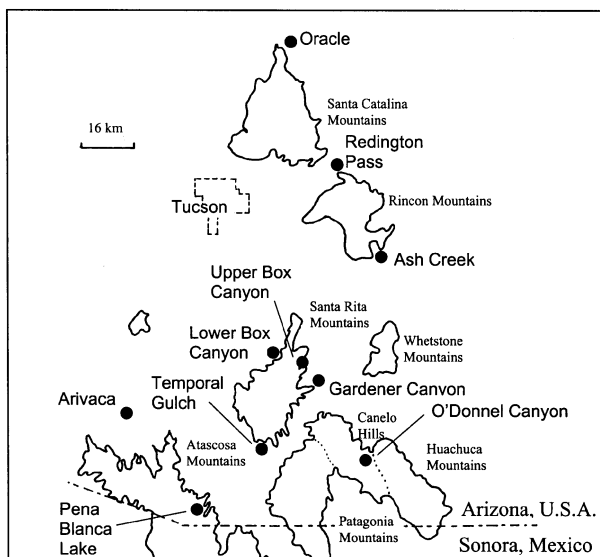 Oracle
Santa Catalina
Mountains
16 km
Redington
Pass
Tucson
Rincon Mountains
Ash Creek
Upper Box
Canyon
Santa Rita
Mountains
Lower Box
Canyon
Whetstone
Mountains
Temporal
Gulch
Gardener Canvon
Arivaca
O'Donnel Canyon
Canelo
Hills
Atascosa
Mountains
Huachuca
Mountains
Pena
Blanca
Lake
Patagonia
Mountains
Arizona, U.S.A.
Sonora, Mexico